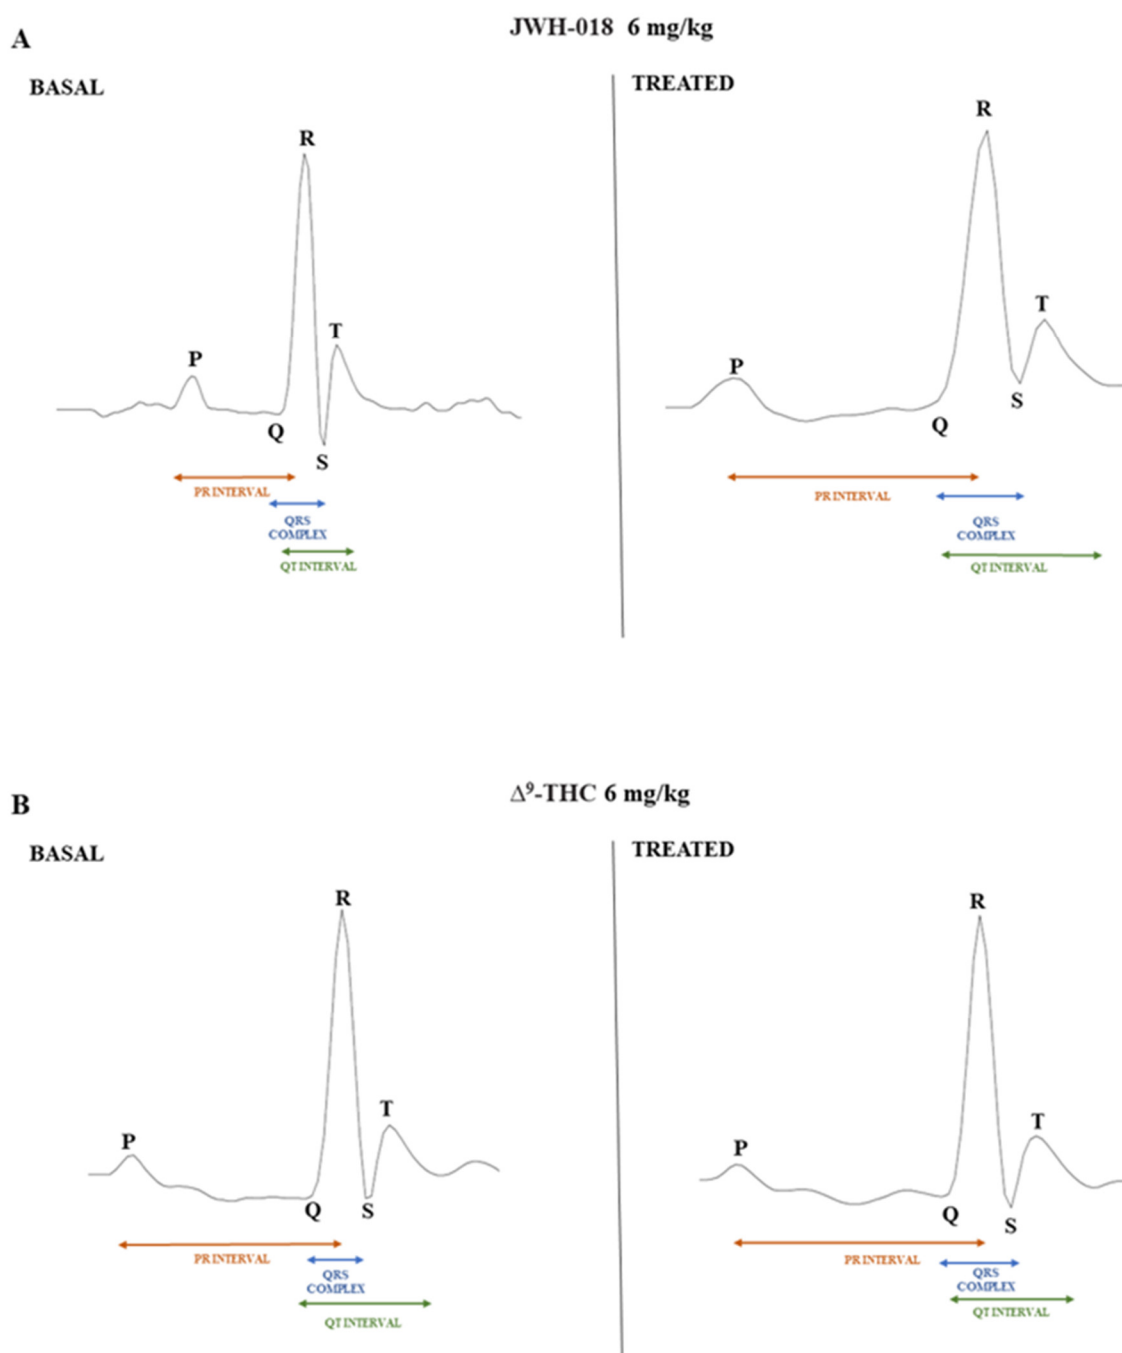 A
JWH-018 6 mg/kg
BASAL
TREATED
R
P
T
Q
S
PR INTERVAL
QRS
COMPLEX
QT INTERVAL
R
P
T
Q
S
PR INTERVAL
QRS
COMPLEX
QT INTERVAL
B
Δ⁹-THC 6 mg/kg
BASAL
TREATED
R
P
T
Q
S
PR INTERVAL
QRS
COMPLEX
QT INTERVAL
R
P
T
Q
S
PR INTERVAL
QRS
COMPLEX
QT INTERVAL